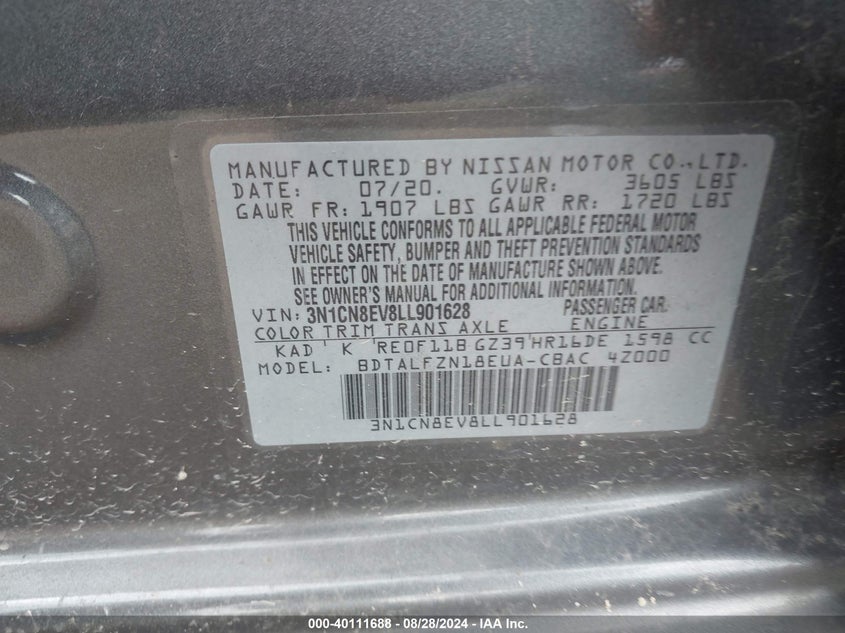 MANUFACTURED BY NISSAN MOTOR CO., LTD.
DATE: 07/20. GVWR: 3605 LBS
GAWR FR: 1907 LBS GAWR RR: 1720 LBS
THIS VEHICLE CONFORMS TO ALL APPLICABLE FEDERAL MOTOR
VEHICLE SAFETY, BUMPER AND THEFT PREVENTION STANDARDS
IN EFFECT ON THE DATE OF MANUFACTURE SHOWN ABOVE.
SEE OWNER'S MANUAL FOR ADDITIONAL INFORMATION.
VIN: 3N1CN8EV8LL901628 PASSENGER CAR
COLOR TRIM TRANS AXLE ENGINE
KAD ' K ' RE0F11B GZ39 HR16DE 1598 CC
MODEL: BDTALFZN18EUA-CBAC 4Z000
3N1CN8EV8LL901628
000-40111688 - 08/28/2024 - IAA Inc.